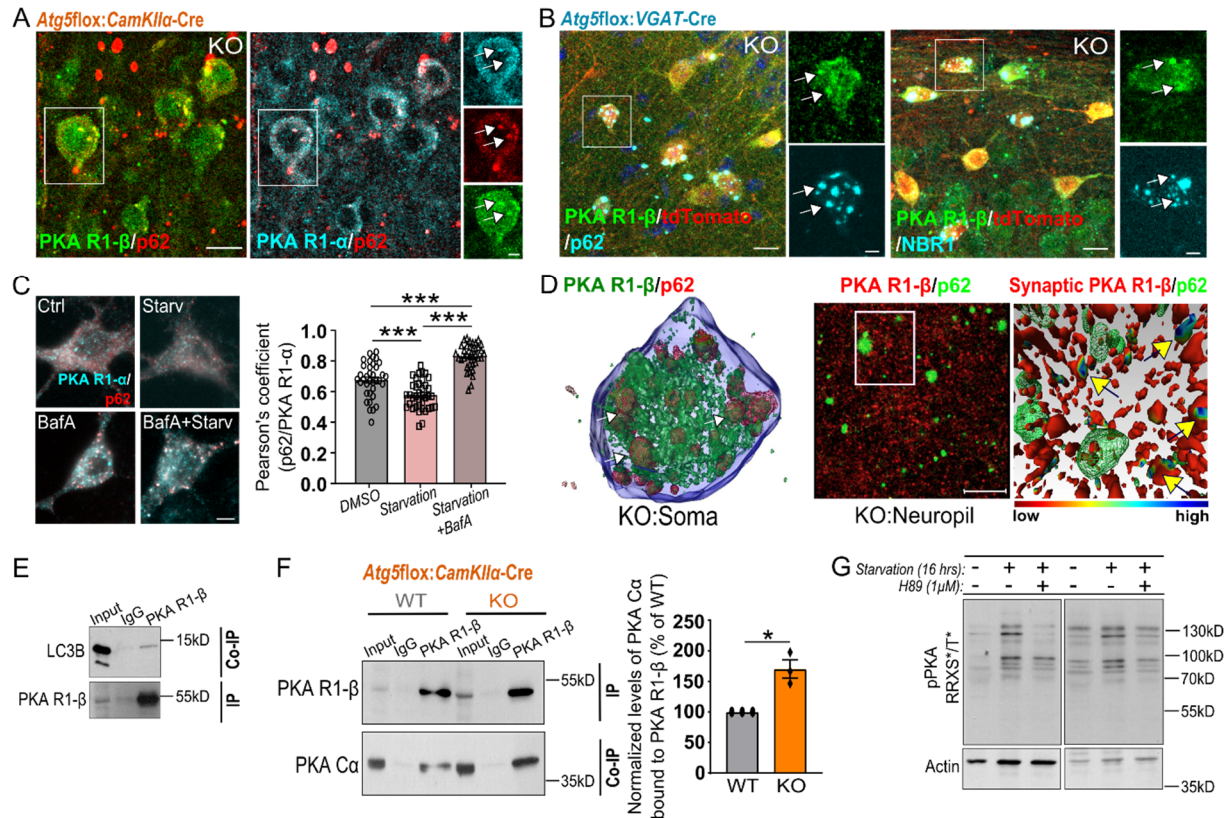 A
Atg5flox:CamKIIα-Cre
KO
PKA R1-β/p62
PKA R1-α/p62
B
Atg5flox:VGAT-Cre
KO
PKA R1-β/tdTomato
/p62
KO
PKA R1-β/tdTomato
/NBR1
C
Ctrl
Starv
PKA R1-α/
p62
BafA
BafA+Starv
Pearson's coefficient
(p62/PKA R1-α)
1.0
0.8
0.6
0.4
0.2
0.0
***
***
***
DMSO
Starvation
Starvation
+BafA
D
PKA R1-β/p62
KO:Soma
PKA R1-β/p62
KO:Neuropil
Synaptic PKA R1-β/p62
low
high
E
Input
IgG
PKA R1-β
LC3B
15kD
Co-IP
PKA R1-β
55kD
IP
F
Atg5flox:CamKIIα-Cre
WT
KO
Input
IgG
PKA R1-β
Input
IgG
PKA R1-β
PKA R1-β
55kD
IP
PKA Cα
35kD
Co-IP
Normalized levels of PKA Cα
bound to PKA R1-β (% of WT)
250
200
150
100
50
0
*
WT
KO
G
Starvation (16 hrs): - + + - + +
H89 (1µM): - - + - - +
pPKA
RRXS*/T*
130kD
100kD
70kD
55kD
Actin
35kD